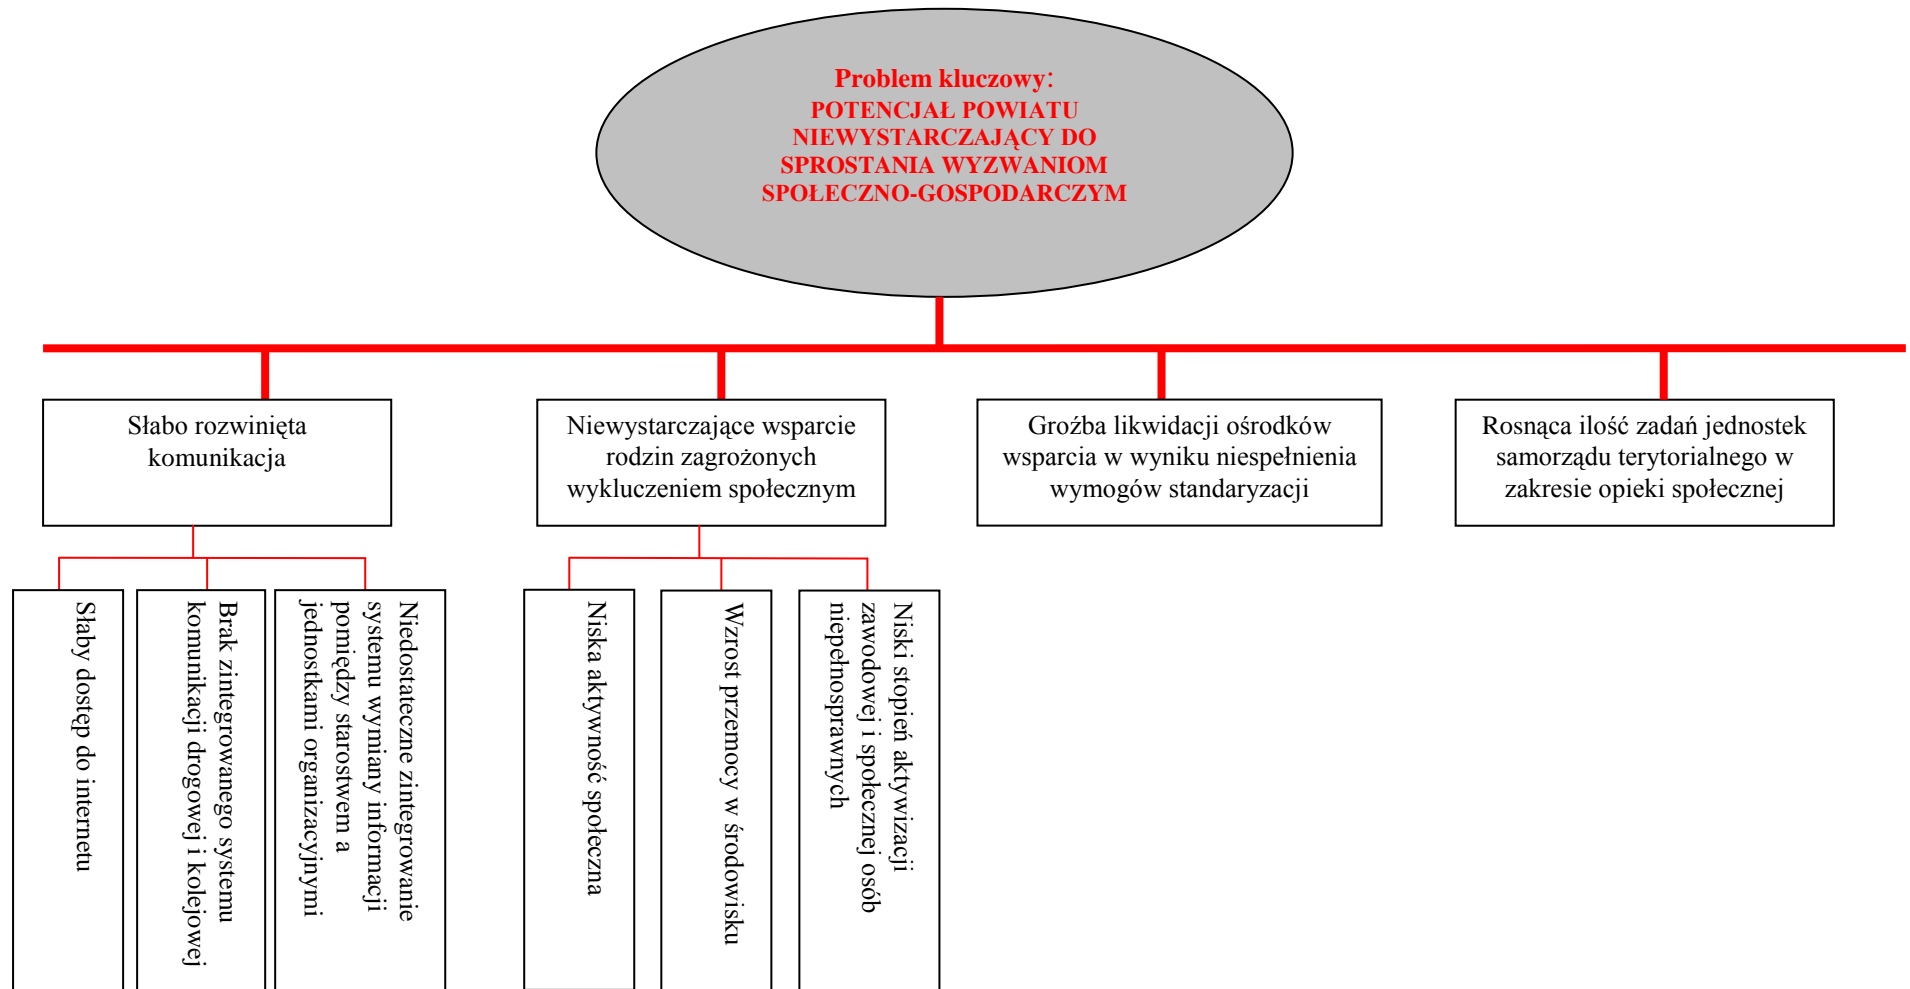 Problem kluczowy:
POTENCJAŁ POWIATU
NIEWYSTARCZAJĄCY DO
SPROSTANIA WYZWANIOM
SPOŁECZNO-GOSPODARCZYM
Słabo rozwinięta
komunikacja
Niewystarczające wsparcie
rodzin zagrożonych
wykluczeniem społecznym
Groźba likwidacji ośrodków
wsparcia w wyniku niespełnienia
wymogów standaryzacji
Rosnąca ilość zadań jednostek
samorządu terytorialnego w
zakresie opieki społecznej
Słaby dostęp do internetu
Brak zintegrowanego systemu
komunikacji drogowej i kolejowej
Niedostateczne zintegrowanie
systemu wymiany informacji
pomiędzy starostwem a
jednostkami organizacyjnymi
Niska aktywność społeczna
Wzrost przemocy w środowisku
Niski stopień aktywizacji
zawodowej i społecznej osób
niepełnosprawnych